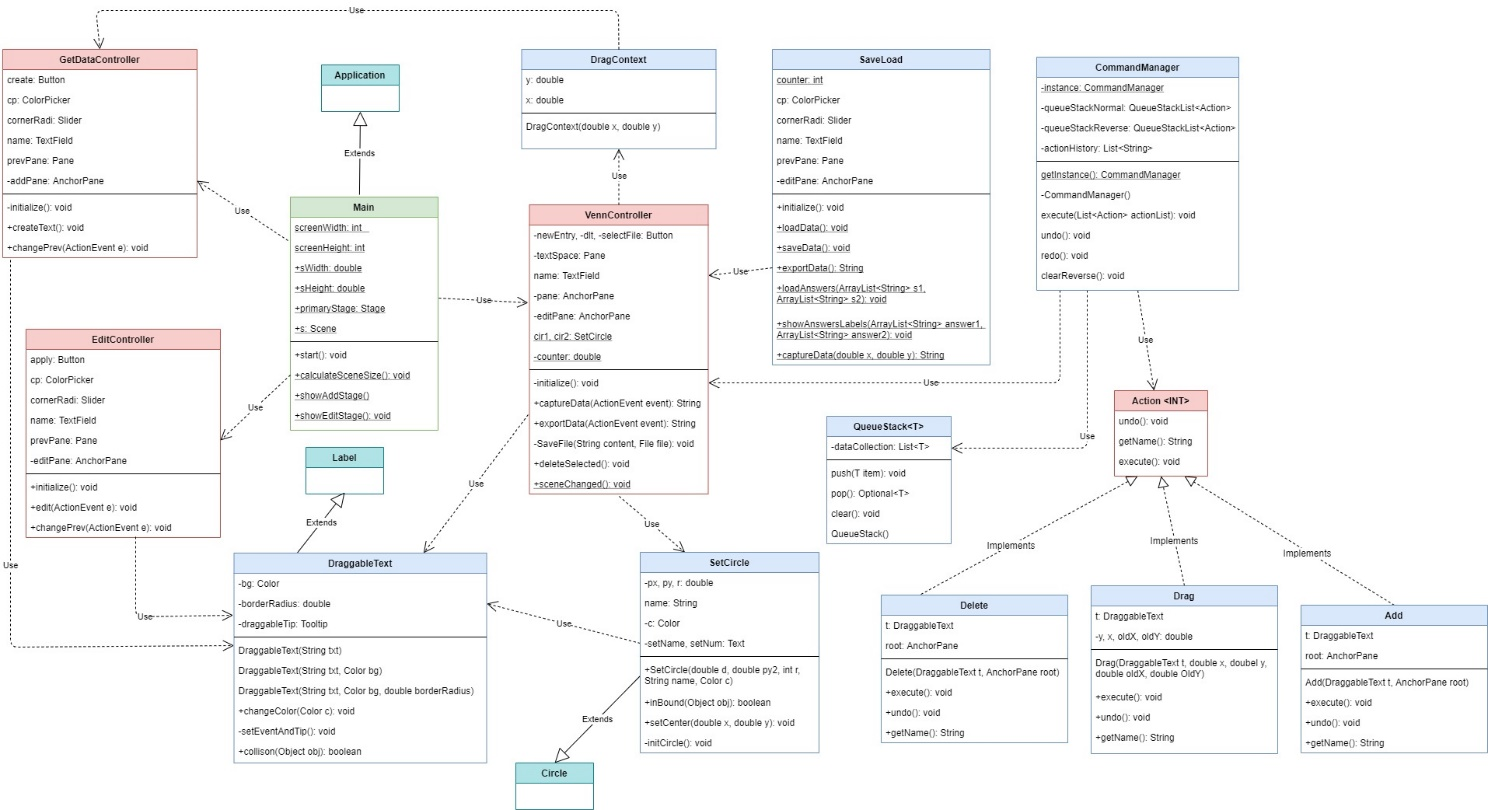 Use
GetDataController
create: Button
cp: ColorPicker
cornerRadi: Slider
name: TextField
prevPane: Pane
-addPane: AnchorPane
-initialize(): void
+createText(): void
+changePrev(ActionEvent e): void
Application
Extends
DragContext
y: double
x: double
DragContext(double x, double y)
Use
SaveLoad
counter: int
cp: ColorPicker
cornerRadi: Slider
name: TextField
prevPane: Pane
-editPane: AnchorPane
+initialize(): void
+loadData(): void
+saveData(): void
+exportData(): String
+loadAnswers(ArrayList<String> s1,
ArrayList<String> s2): void
+showAnswersLabels(ArrayList<String> answer1,
ArrayList<String> answer2): void
+captureData(double x, double y): String
CommandManager
-instance: CommandManager
-queueStackNormal: QueueStackList<Action>
-queueStackReverse: QueueStackList<Action>
-actionHistory: List<String>
getInstance(): CommandManager
-CommandManager()
execute(List<Action> actionList): void
undo(): void
redo(): void
clearReverse(): void
Use
Main
screenWidth: int
screenHeight: int
+sWidth: double
+sHeight: double
+primaryStage: Stage
+s: Scene
+start(): void
+calculateSceneSize(): void
+showAddStage()
+showEditStage(): void
Use
VennController
-newEntry, -dlt, -selectFile: Button
-textSpace: Pane
name: TextField
-pane: AnchorPane
-editPane: AnchorPane
cir1, cir2: SetCircle
-counter: double
-initialize(): void
+captureData(ActionEvent event): String
+exportData(ActionEvent event): String
-SaveFile(String content, File file): void
+deleteSelected(): void
+sceneChanged(): void
Use
Use
Use
EditController
apply: Button
cp: ColorPicker
cornerRadi: Slider
name: TextField
prevPane: Pane
-editPane: AnchorPane
+initialize(): void
+edit(ActionEvent e): void
+changePrev(ActionEvent e): void
Use
Action <INT>
undo(): void
getName(): String
execute(): void
QueueStack<T>
-dataCollection: List<T>
push(T item): void
pop(): Optional<T>
clear(): void
QueueStack()
Use
Label
Extends
Use
Use
Use
Use
Use
DraggableText
-bg: Color
-borderRadius: double
-draggableTip: Tooltip
DraggableText(String txt)
DraggableText(String txt, Color bg)
DraggableText(String txt, Color bg, double borderRadius)
+changeColor(Color c): void
-setEventAndTip(): void
+collison(Object obj): boolean
SetCircle
-px, py, r: double
name: String
-c: Color
-setName, setNum: Text
+SetCircle(double d, double py2, int r,
String name, Color c)
+inBound(Object obj): boolean
+setCenter(double x, double y): void
-initCircle(): void
Extends
Circle
Implements
Implements
Implements
Delete
t: DraggableText
root: AnchorPane
Delete(DraggableText t, AnchorPane root)
+execute(): void
+undo(): void
+getName(): String
Drag
t: DraggableText
-y, x, oldX, oldY: double
Drag(DraggableText t, double x, doubel y,
double oldX, double OldY)
+execute(): void
+undo(): void
+getName(): String
Add
t: DraggableText
root: AnchorPane
Add(DraggableText t, AnchorPane root)
+execute(): void
+undo(): void
+getName(): String